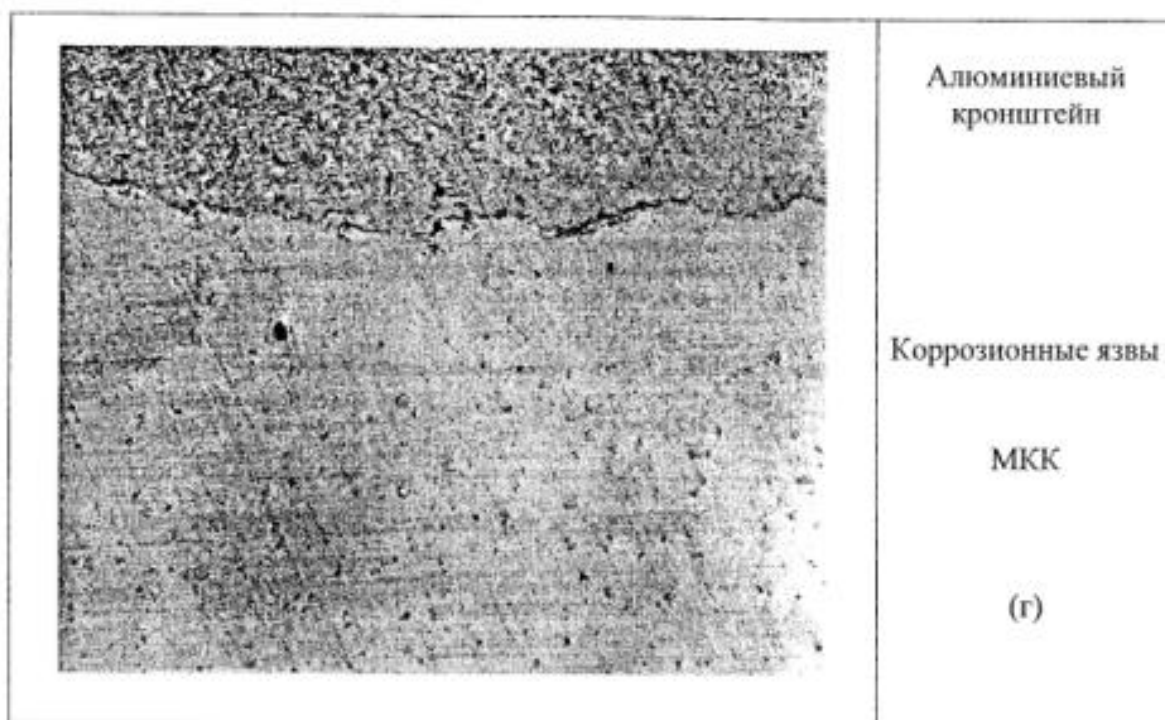 Алюминиевый
кронштейн
Коррозионные язвы
МКК
(г)